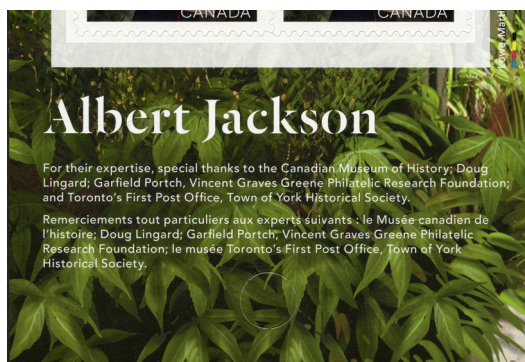 CANADA CANADA
Lowe-Martin
Albert Jackson
For their expertise, special thanks to the Canadian Museum of History; Doug
Lingard; Garfield Portch, Vincent Graves Greene Philatelic Research Foundation;
and Toronto's First Post Office, Town of York Historical Society.
Remerciements tout particuliers aux experts suivants : le Musée canadien de
l'histoire; Doug Lingard; Garfield Portch, Vincent Graves Greene Philatelic
Research Foundation; le musée Toronto's First Post Office, Town of York
Historical Society.